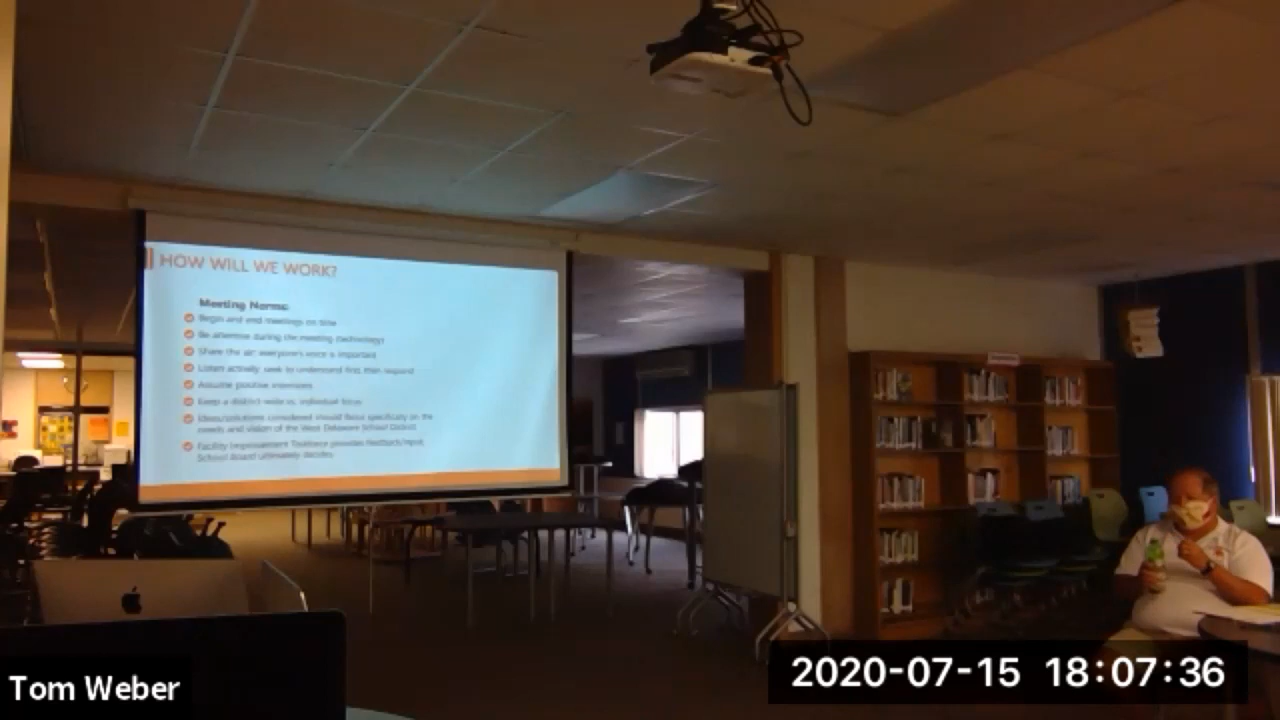 HOW WILL WE WORK?
Meeting Norms:
Begin and end meetings on time
Be attentive during the meeting (technology)
Share the air: everyone's voice is important
Listen actively, seek to understand first, then respond
Assume positive intentions
Keep a district-wide vs. individual focus
Ideas/solutions considered should focus specifically on the
needs and vision of the West Delaware School District
Facility Improvement Taskforce provides feedback/input,
School Board ultimately decides
Tom Weber
2020-07-15 18:07:36